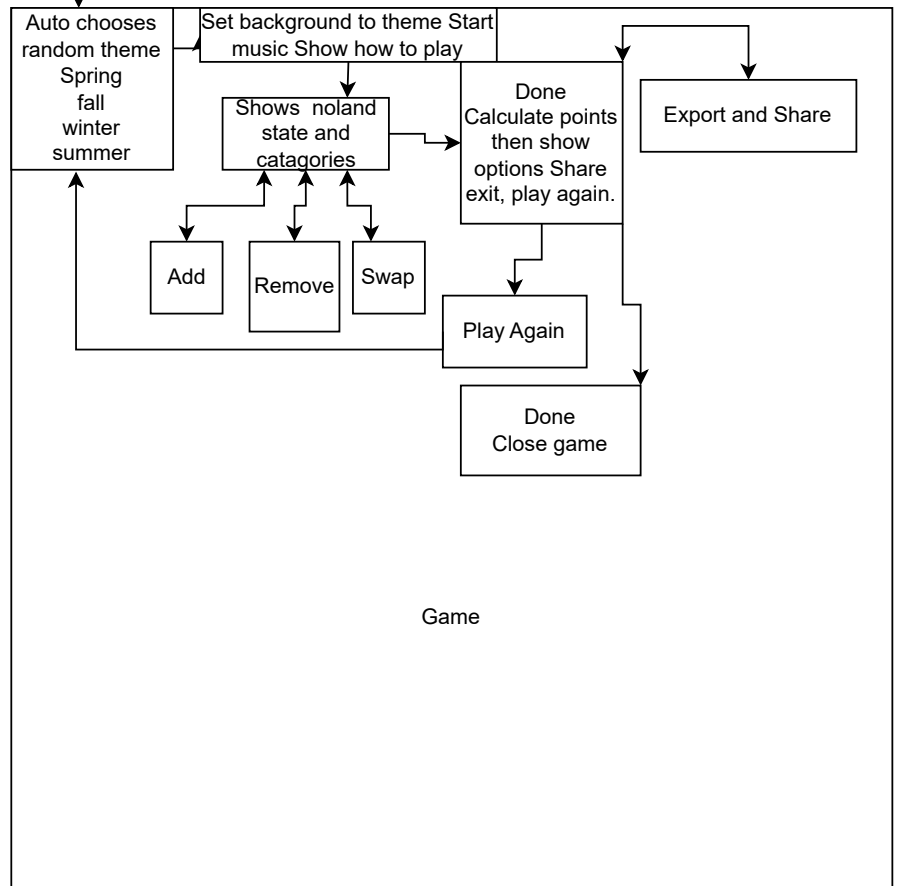 Auto chooses
random theme
Spring
fall
winter
summer
Set background to theme Start
music Show how to play
Shows  noland
state and
catagories
Done
Calculate points
then show
options Share
exit, play again.
Export and Share
Add
Remove
Swap
Play Again
Done
Close game
Game